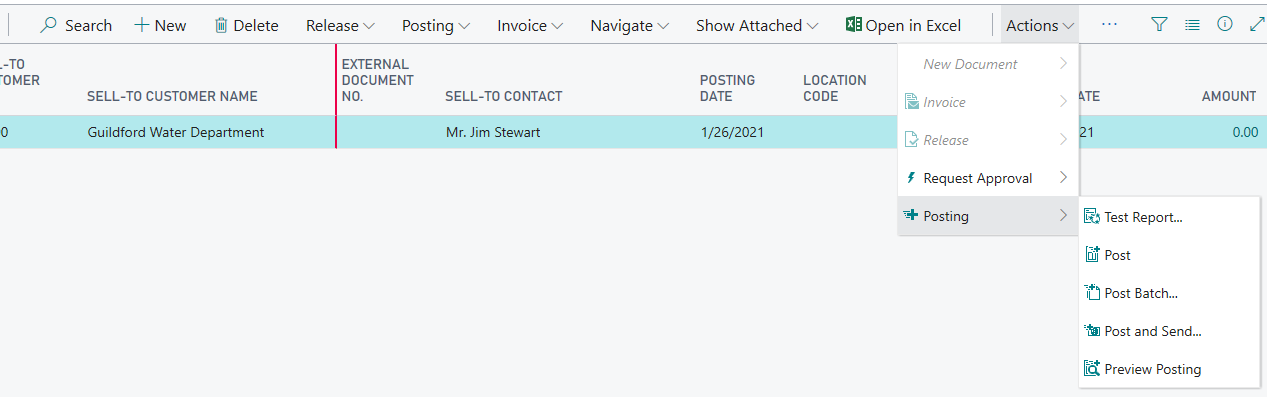 Search New Delete Release Posting Invoice Navigate Show Attached Open in Excel Actions ...
L-TO
OMER
SELL-TO CUSTOMER NAME
EXTERNAL
DOCUMENT
NO.
SELL-TO CONTACT
POSTING
DATE
LOCATION
CODE
ATE
AMOUNT
0 Guildford Water Department Mr. Jim Stewart 1/26/2021 21 0.00
New Document
Invoice
Release
Request Approval
Posting
Test Report...
Post
Post Batch...
Post and Send...
Preview Posting